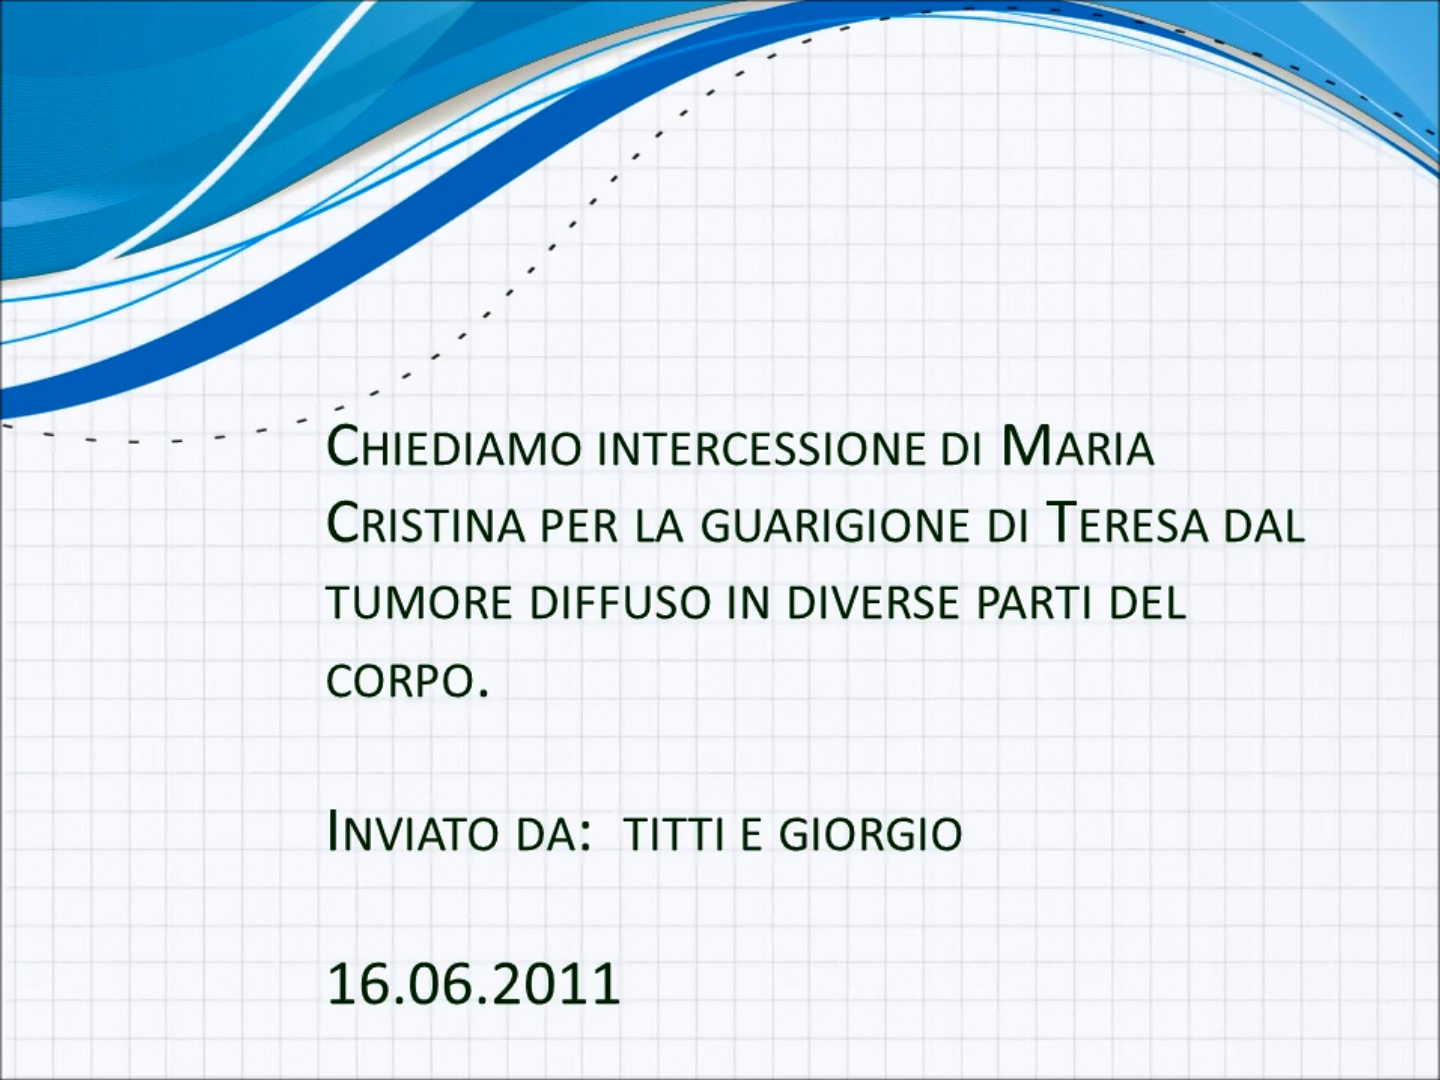 Chiediamo intercessione di Maria
Cristina per la guarigione di Teresa dal
tumore diffuso in diverse parti del
corpo.
Inviato da: titti e giorgio
16.06.2011